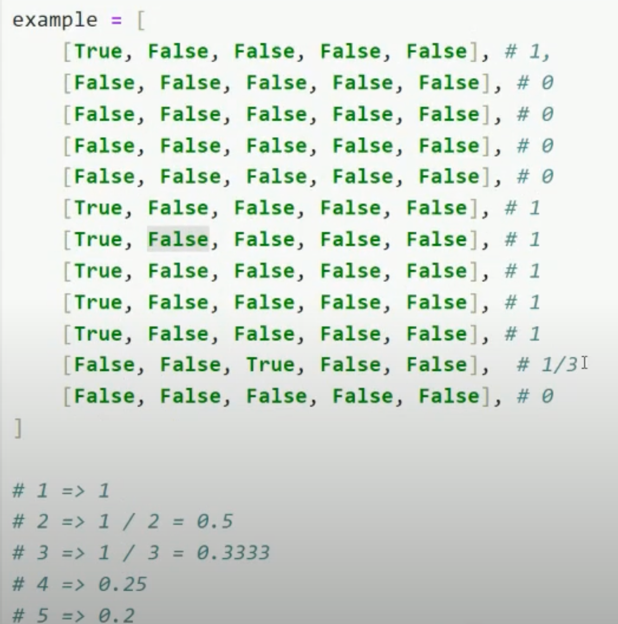 example = [
    [True, False, False, False, False], # 1,
    [False, False, False, False, False], # 0
    [False, False, False, False, False], # 0
    [False, False, False, False, False], # 0
    [False, False, False, False, False], # 0
    [True, False, False, False, False], # 1
    [True, False, False, False, False], # 1
    [True, False, False, False, False], # 1
    [True, False, False, False, False], # 1
    [True, False, False, False, False], # 1
    [False, False, True, False, False],  # 1/3
    [False, False, False, False, False], # 0
]

# 1 => 1
# 2 => 1 / 2 = 0.5
# 3 => 1 / 3 = 0.3333
# 4 => 0.25
# 5 => 0.2